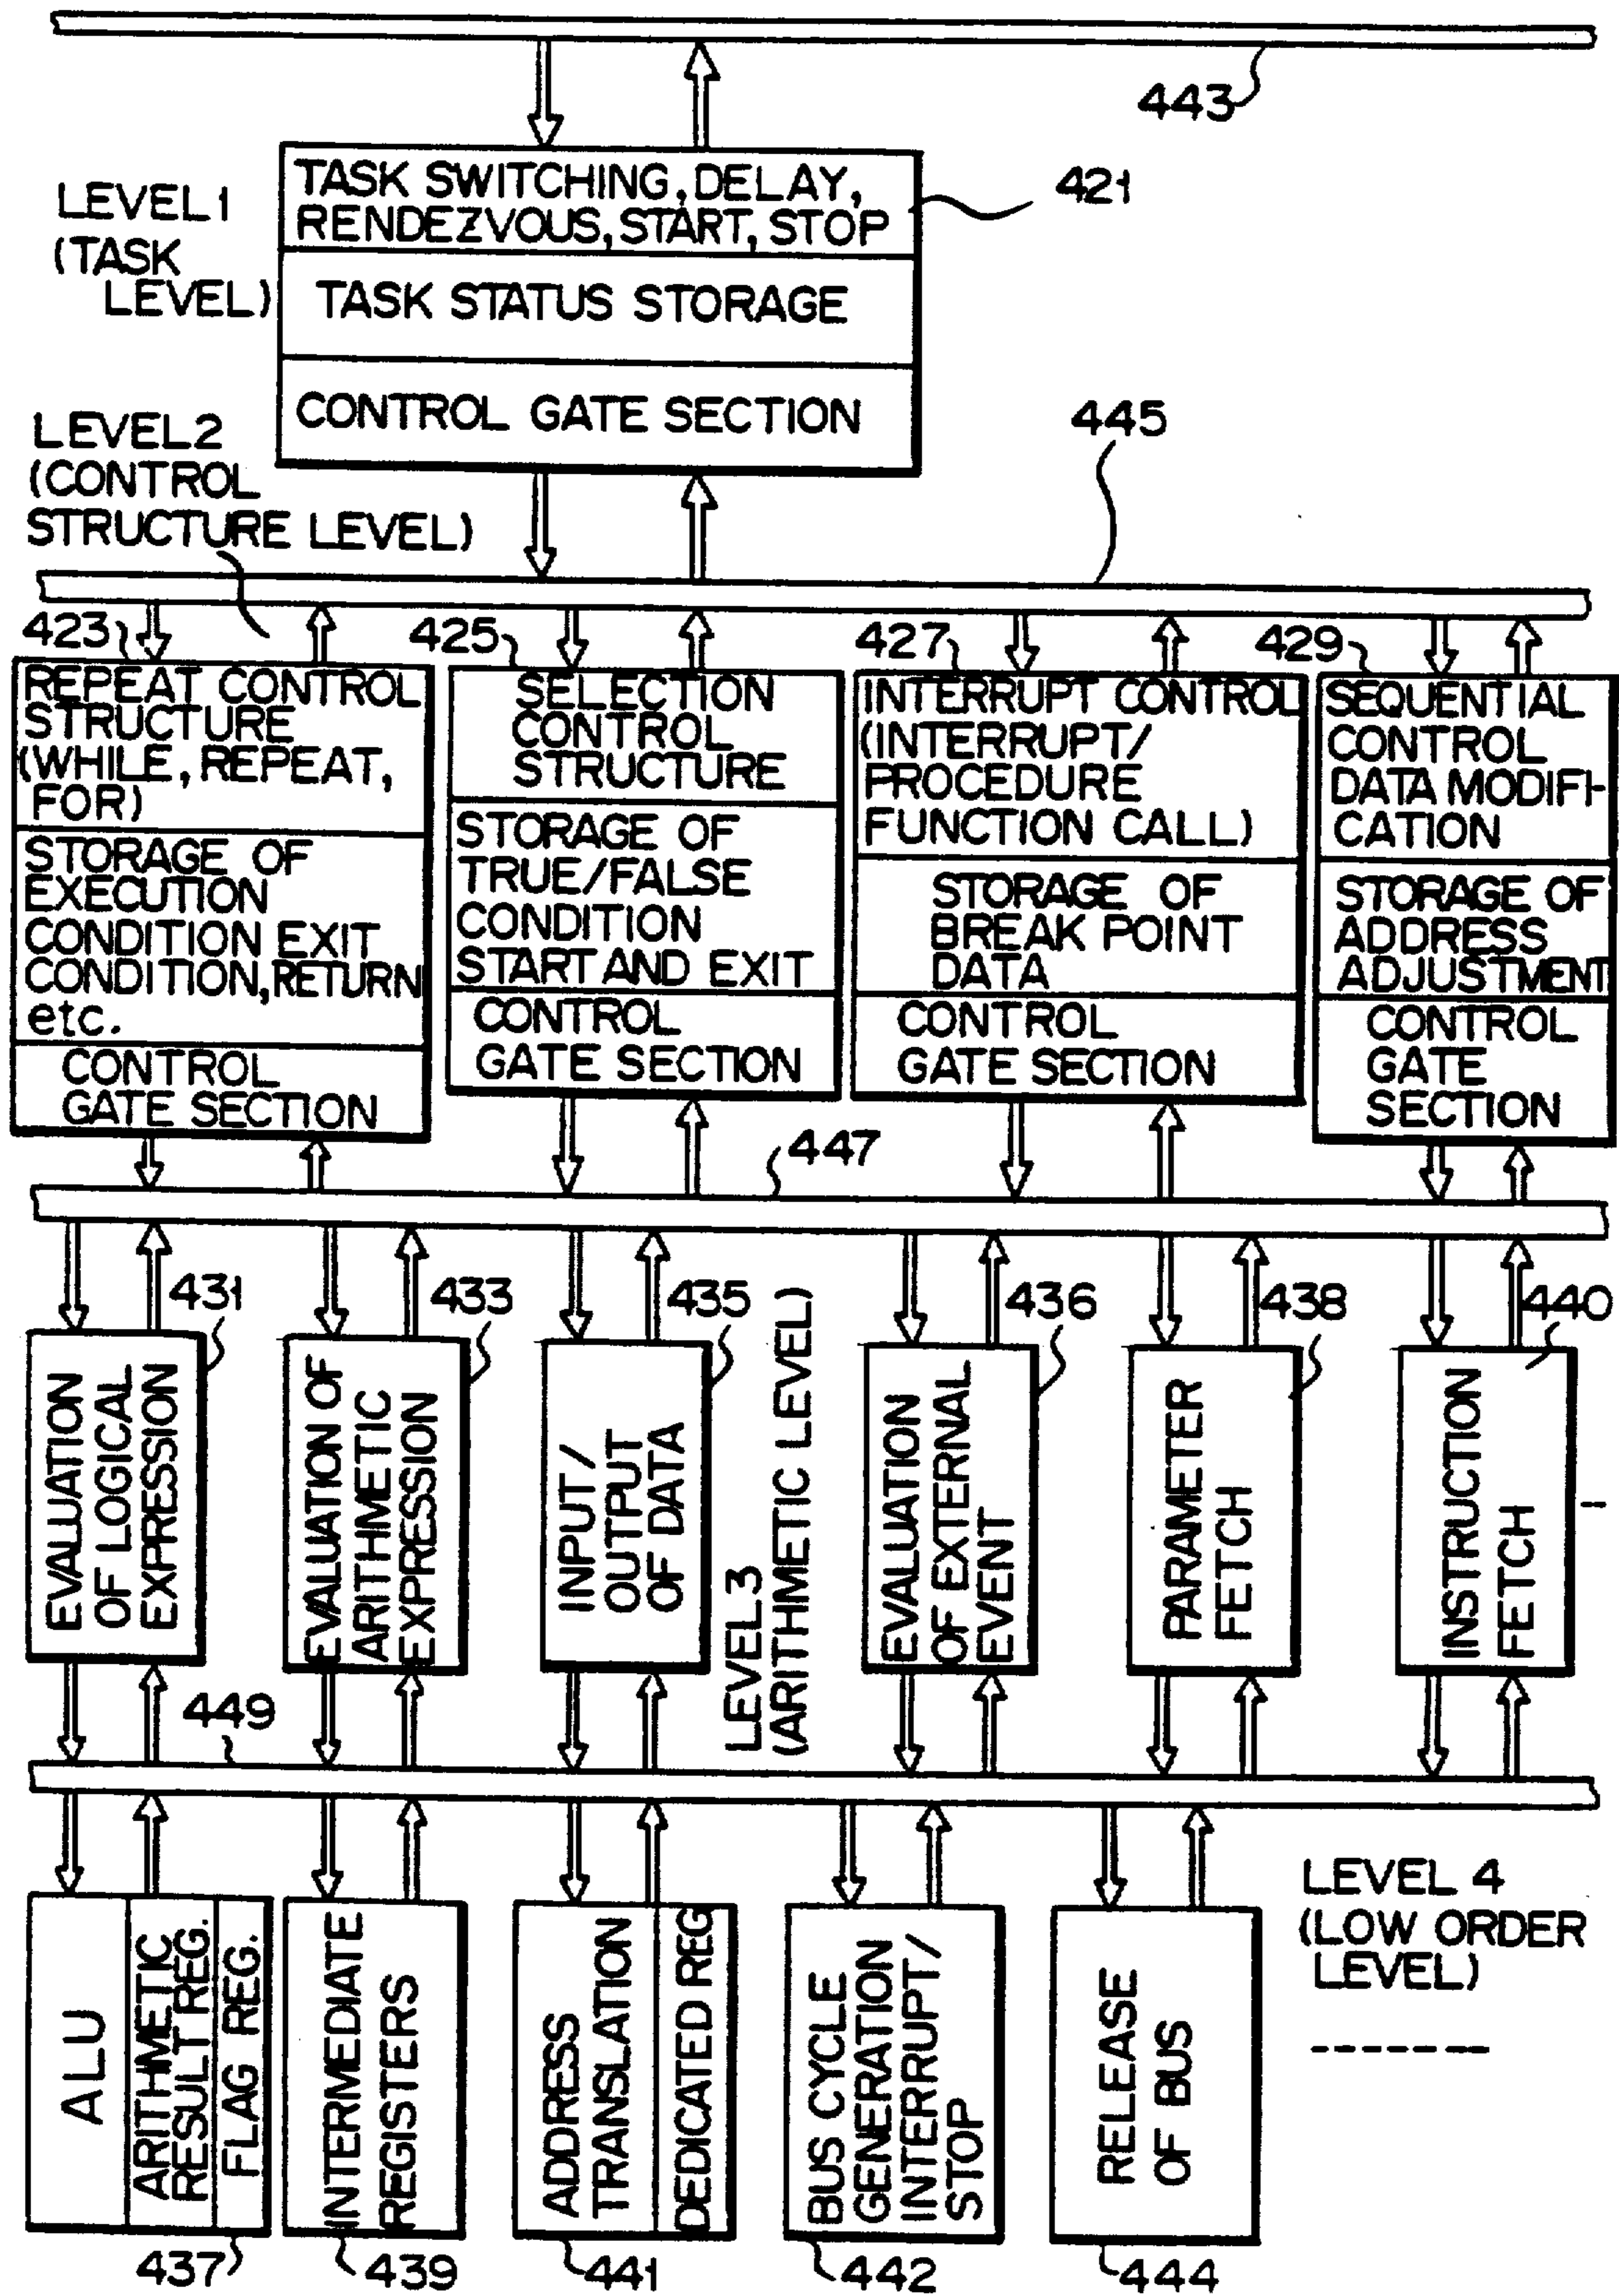 443
TASK SWITCHING, DELAY,
RENDEZVOUS, START, STOP
421
LEVEL 1
(TASK
LEVEL)
TASK STATUS STORAGE
CONTROL GATE SECTION
LEVEL 2
(CONTROL
STRUCTURE LEVEL)
445
423
425
427
429
REPEAT CONTROL
STRUCTURE
(WHILE, REPEAT,
FOR)
STORAGE OF
EXECUTION
CONDITION EXIT
CONDITION, RETURN
etc.
CONTROL
GATE SECTION
SELECTION
CONTROL
STRUCTURE
STORAGE OF
TRUE/FALSE
CONDITION
START AND EXIT
CONTROL
GATE SECTION
INTERRUPT CONTROL
(INTERRUPT/
PROCEDURE
FUNCTION CALL)
STORAGE OF
BREAK POINT
DATA
CONTROL
GATE SECTION
SEQUENTIAL
CONTROL
DATA MODIFI-
CATION
STORAGE OF
ADDRESS
ADJUSTMENT
CONTROL
GATE
SECTION
447
431
433
435
436
438
440
EVALUATION
OF LOGICAL
EXPRESSION
EVALUATION OF
ARITHMETIC
EXPRESSION
INPUT/
OUTPUT
OF DATA
LEVEL 3
(ARITHMETIC LEVEL)
EVALUATION
OF EXTERNAL
EVENT
PARAMETER
FETCH
INSTRUCTION
FETCH
449
ALU
ARITHMETIC
RESULT REG.
FLAG REG.
INTERMEDIATE
REGISTERS
ADDRESS
TRANSLATION
DEDICATED REG
BUS CYCLE
GENERATION
INTERRUPT/
STOP
RELEASE
OF BUS
LEVEL 4
(LOW ORDER
LEVEL)
437
439
441
442
444